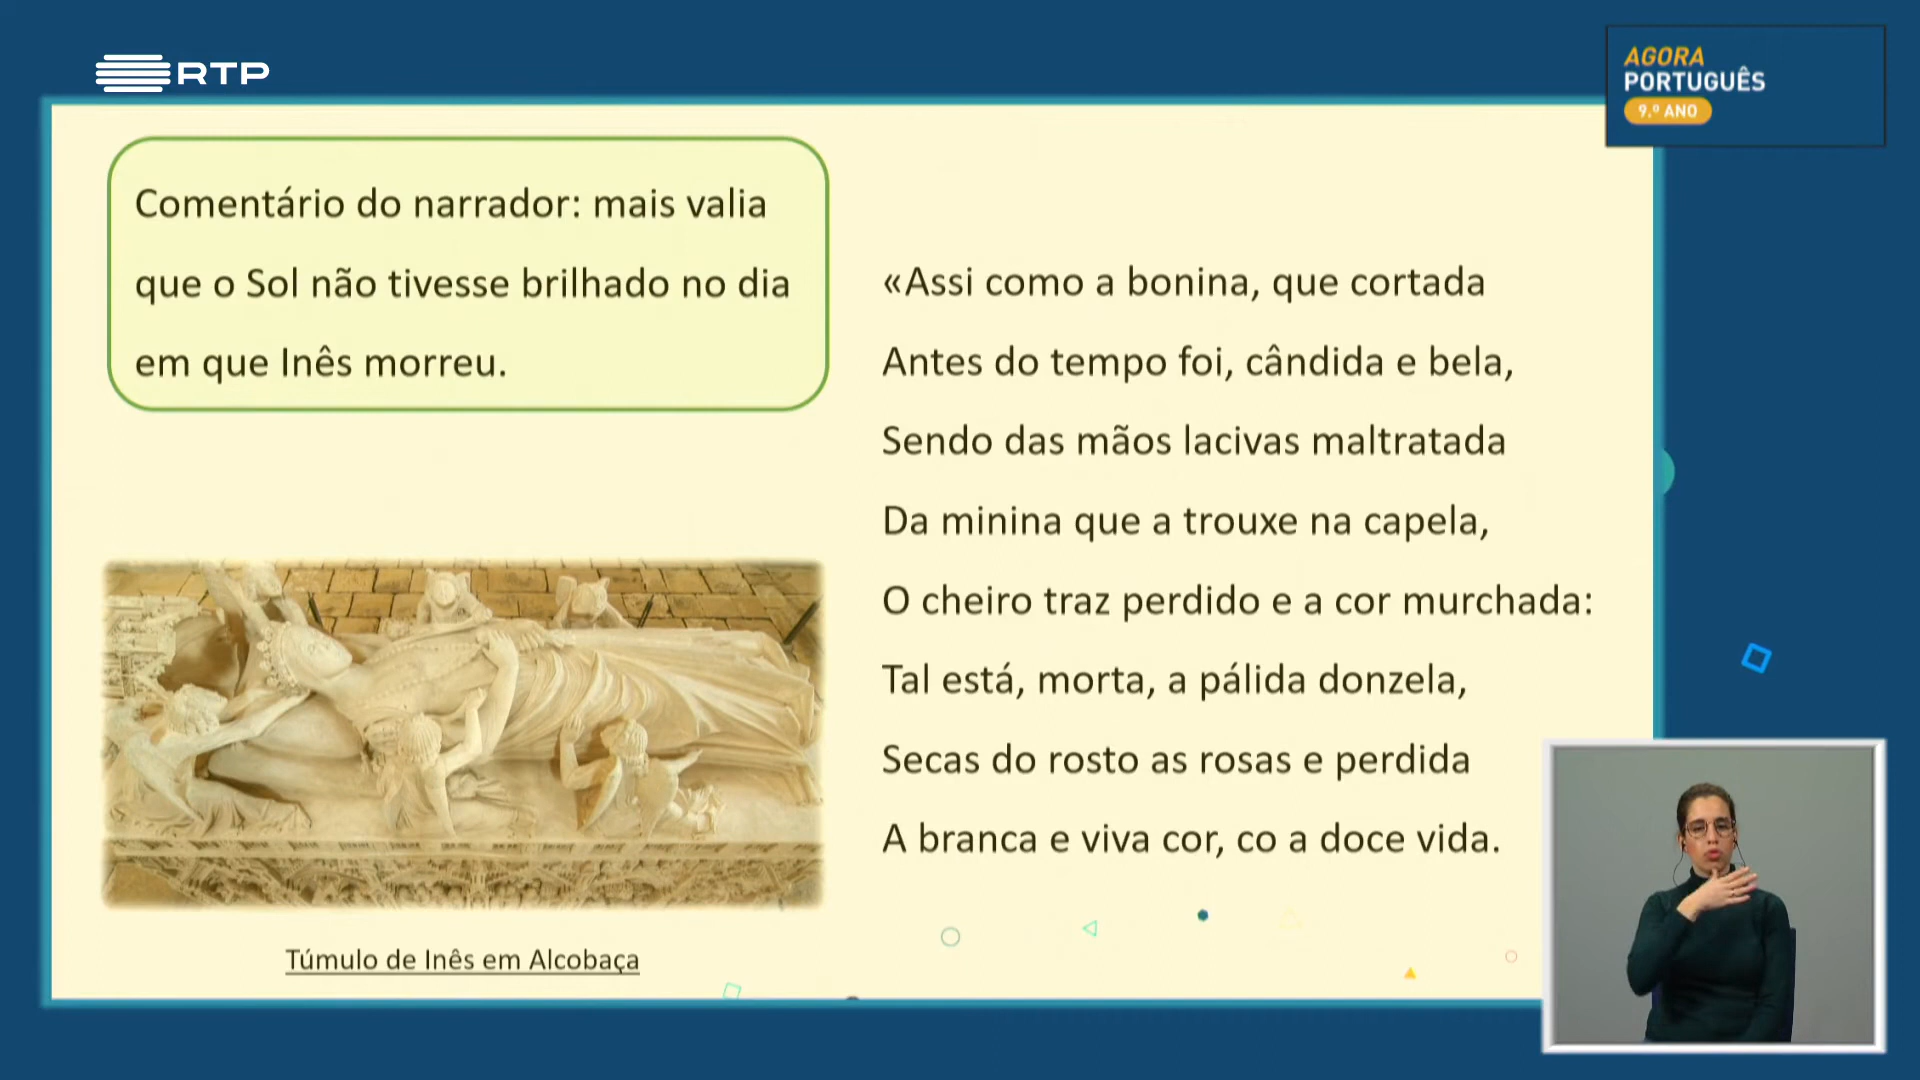 RTP
AGORA
PORTUGUÊS
9.º ANO
Comentário do narrador: mais valia
que o Sol não tivesse brilhado no dia
em que Inês morreu.
«Assi como a bonina, que cortada
Antes do tempo foi, cândida e bela,
Sendo das mãos lacivas maltratada
Da minina que a trouxe na capela,
O cheiro traz perdido e a cor murchada:
Tal está, morta, a pálida donzela,
Secas do rosto as rosas e perdida
A branca e viva cor, co a doce vida.
Túmulo de Inês em Alcobaça